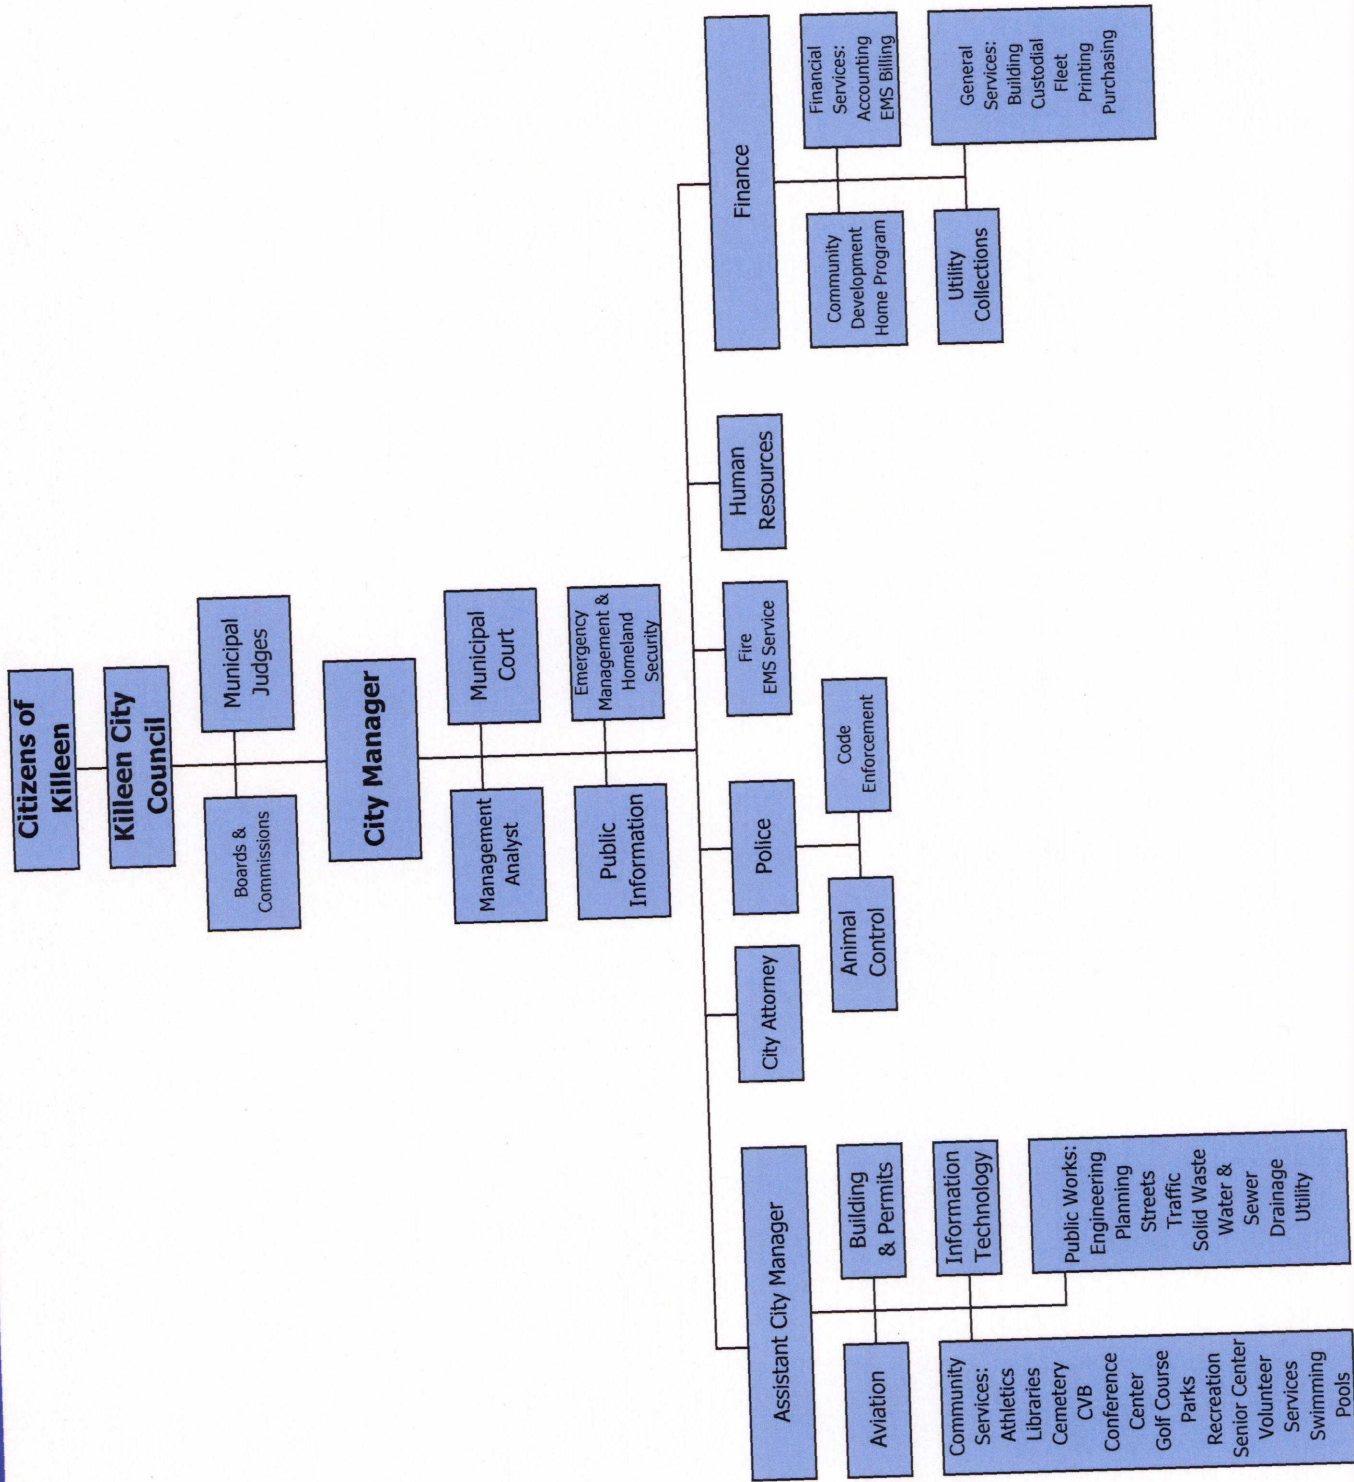 Citizens of
Killeen
Killeen City
Council
Boards &
Commissions
Municipal
Judges
City Manager
Management
Analyst
Municipal
Court
Public
Information
Emergency
Management &
Homeland
Security
Assistant City Manager
City Attorney
Police
Fire
EMS Service
Human
Resources
Finance
Aviation
Building
& Permits
Community
Services:
Athletics
Libraries
Cemetery
CVB
Conference
Center
Golf Course
Parks
Recreation
Senior Center
Volunteer
Services
Swimming
Pools
Information
Technology
Public Works:
Engineering
Planning
Streets
Traffic
Solid Waste
Water &
Sewer
Drainage
Utility
Animal
Control
Code
Enforcement
Community
Development
Home Program
Financial
Services:
Accounting
EMS Billing
Utility
Collections
General
Services:
Building
Custodial
Fleet
Printing
Purchasing